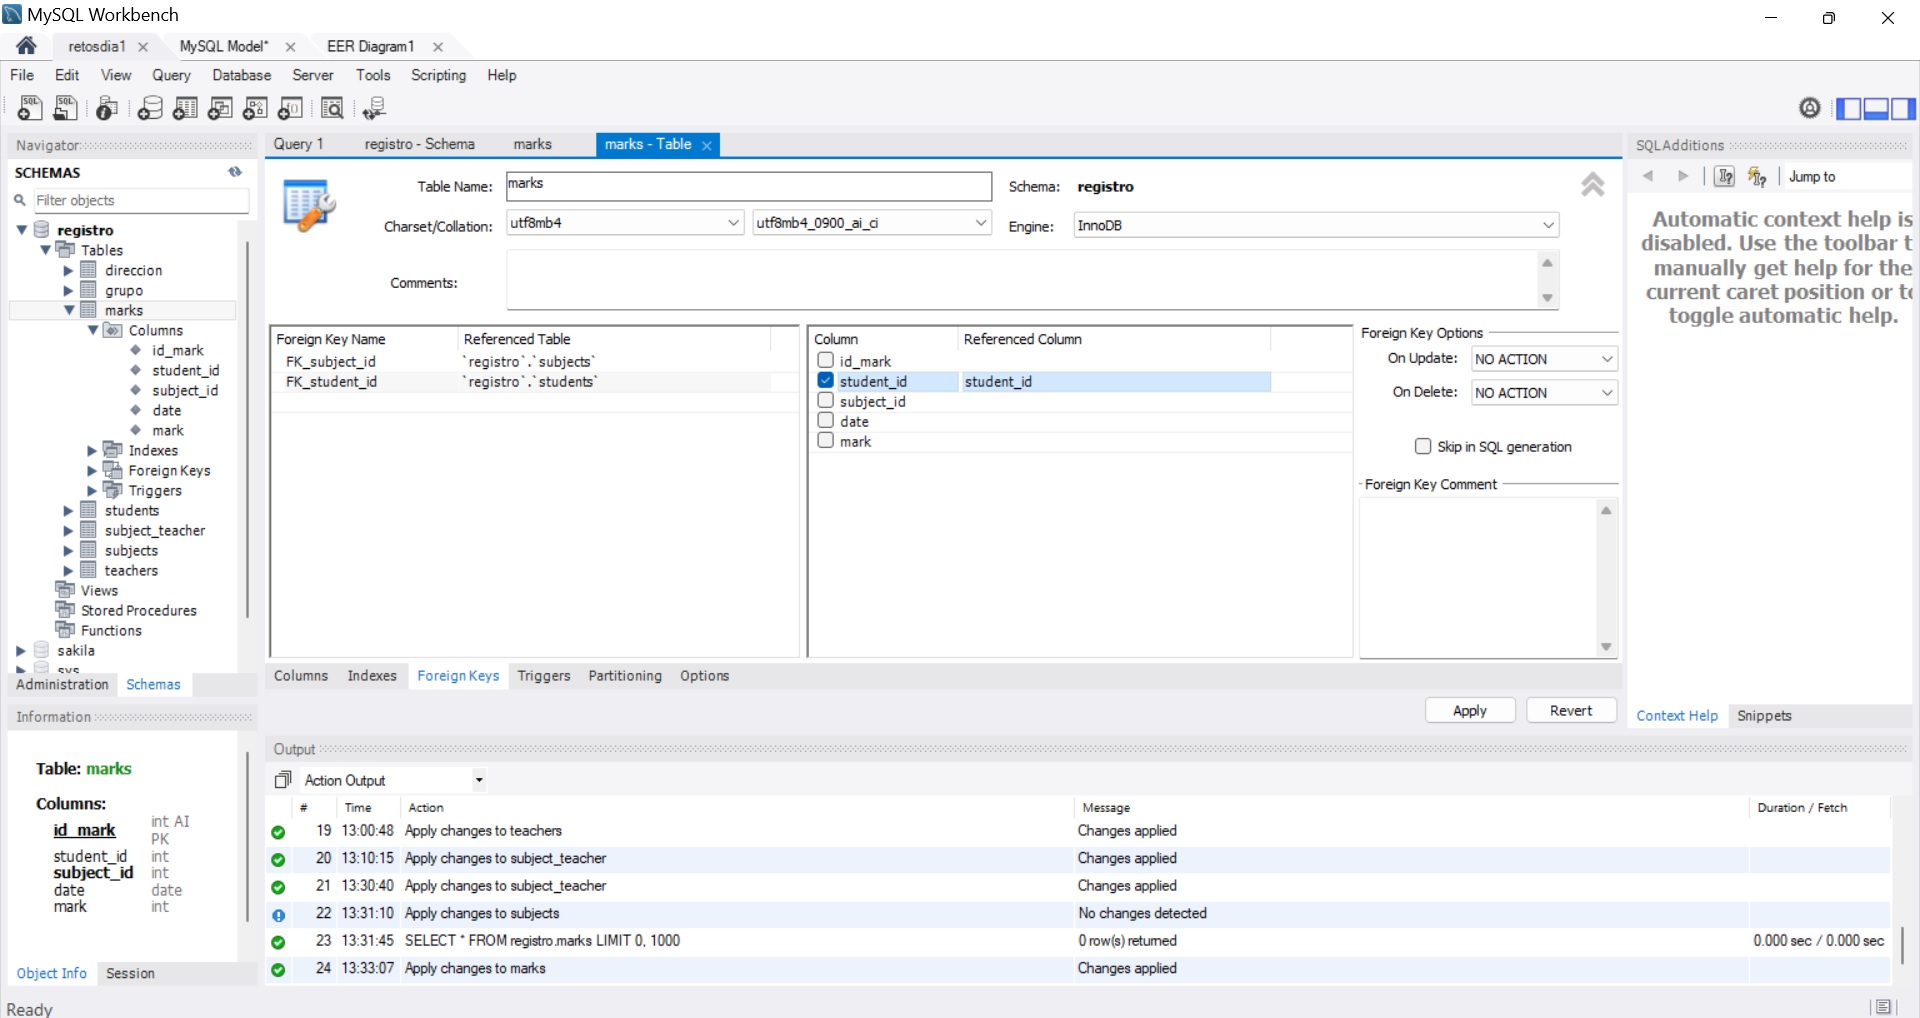 MySQL Workbench
retosdia1
MySQL Model*
EER Diagram1
File Edit View Query Database Server Tools Scripting Help
Navigator
SCHEMAS
Filter objects
registro
Tables
direccion
grupo
marks
Columns
id_mark
student_id
subject_id
date
mark
Indexes
Foreign Keys
Triggers
students
subject_teacher
subjects
teachers
Views
Stored Procedures
Functions
sakila
sys
Administration Schemas
Information
Table: marks
Columns:
id_mark int AI PK
student_id int
subject_id int
date date
mark int
Object Info Session
Ready
Query 1 registro - Schema marks marks - Table
Table Name: marks Schema: registro
Charset/Collation: utf8mb4 utf8mb4_0900_ai_ci Engine: InnoDB
Comments:
Foreign Key Name Referenced Table
FK_subject_id `registro`.`subjects`
FK_student_id `registro`.`students`
Column Referenced Column
id_mark
student_id student_id
subject_id
date
mark
Foreign Key Options
On Update: NO ACTION
On Delete: NO ACTION
Skip in SQL generation
Foreign Key Comment
Columns Indexes Foreign Keys Triggers Partitioning Options
Apply Revert
Output
Action Output
# Time Action Message Duration / Fetch
19 13:00:48 Apply changes to teachers Changes applied
20 13:10:15 Apply changes to subject_teacher Changes applied
21 13:30:40 Apply changes to subject_teacher Changes applied
22 13:31:10 Apply changes to subjects No changes detected
23 13:31:45 SELECT * FROM registro.marks LIMIT 0, 1000 0 row(s) returned 0.000 sec / 0.000 sec
24 13:33:07 Apply changes to marks Changes applied
SQLAdditions
Jump to
Automatic context help is
disabled. Use the toolbar t
manually get help for the
current caret position or to
toggle automatic help.
Context Help Snippets